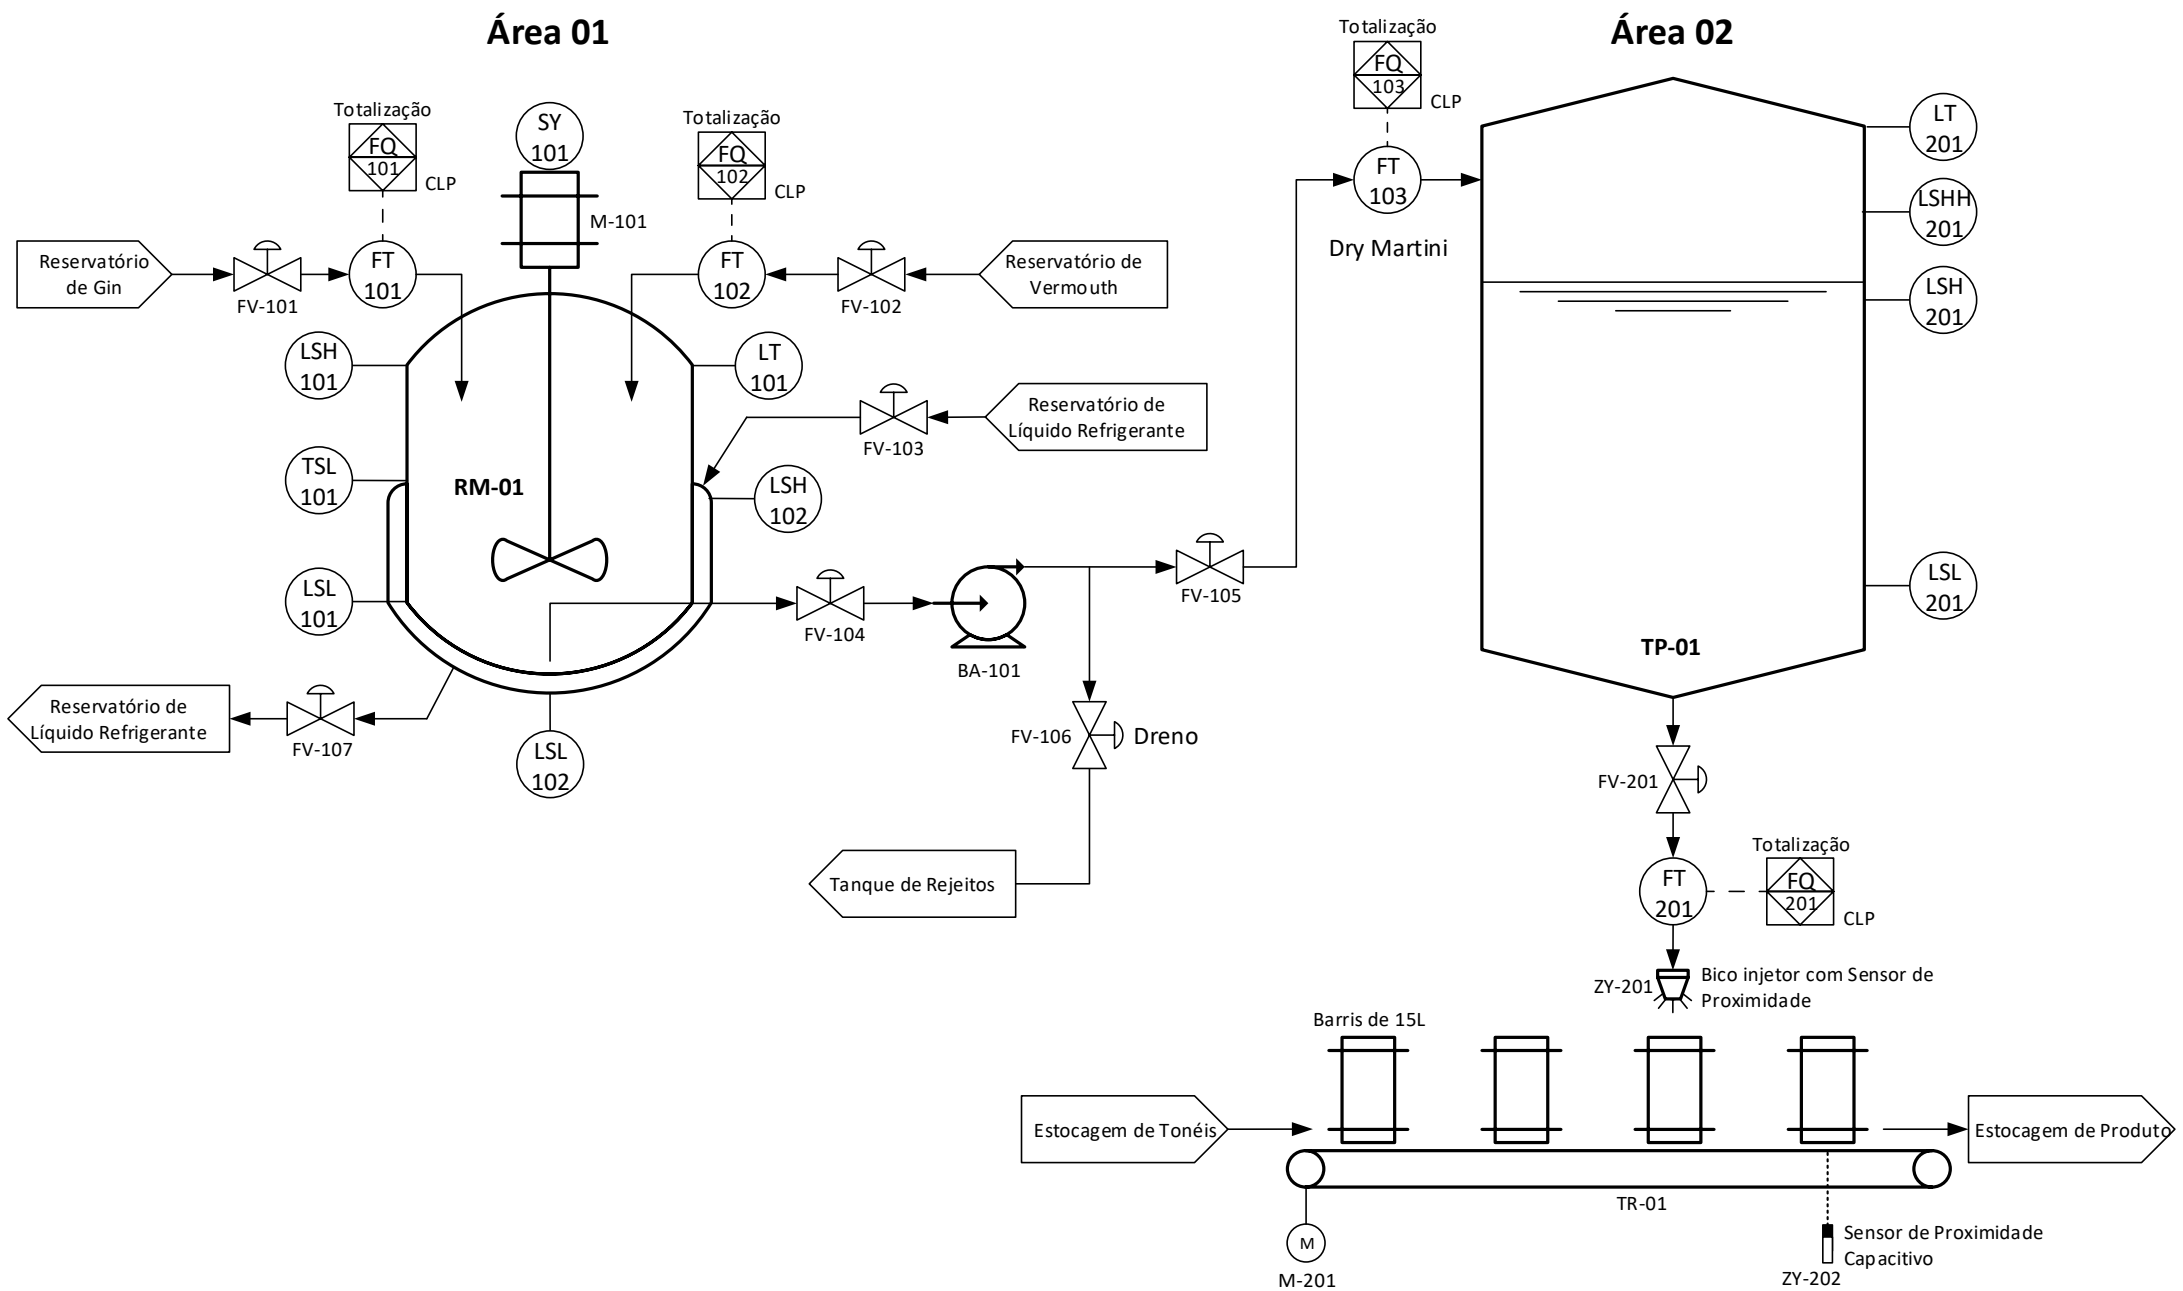 Área 01
Área 02
Totalização
FQ
103
CLP
FT
103
Dry Martini
Totalização
FQ
101
CLP
SY
101
M-101
Totalização
FQ
102
CLP
Reservatório
de Gin
FV-101
FT
101
FT
102
FV-102
Reservatório de
Vermouth
LSH
101
LT
101
TSL
101
RM-01
LSL
101
FV-103
Reservatório de
Líquido Refrigerante
LSH
102
FV-104
BA-101
FV-105
Reservatório de
Líquido Refrigerante
FV-107
LSL
102
FV-106
Dreno
Tanque de Rejeitos
LT
201
LSHH
201
LSH
201
LSL
201
TP-01
FV-201
FT
201
Totalização
FQ
201
CLP
ZY-201
Bico injetor com Sensor de
Proximidade
Barris de 15L
Estocagem de Tonéis
Estocagem de Produto
TR-01
M
M-201
Sensor de Proximidade
Capacitivo
ZY-202